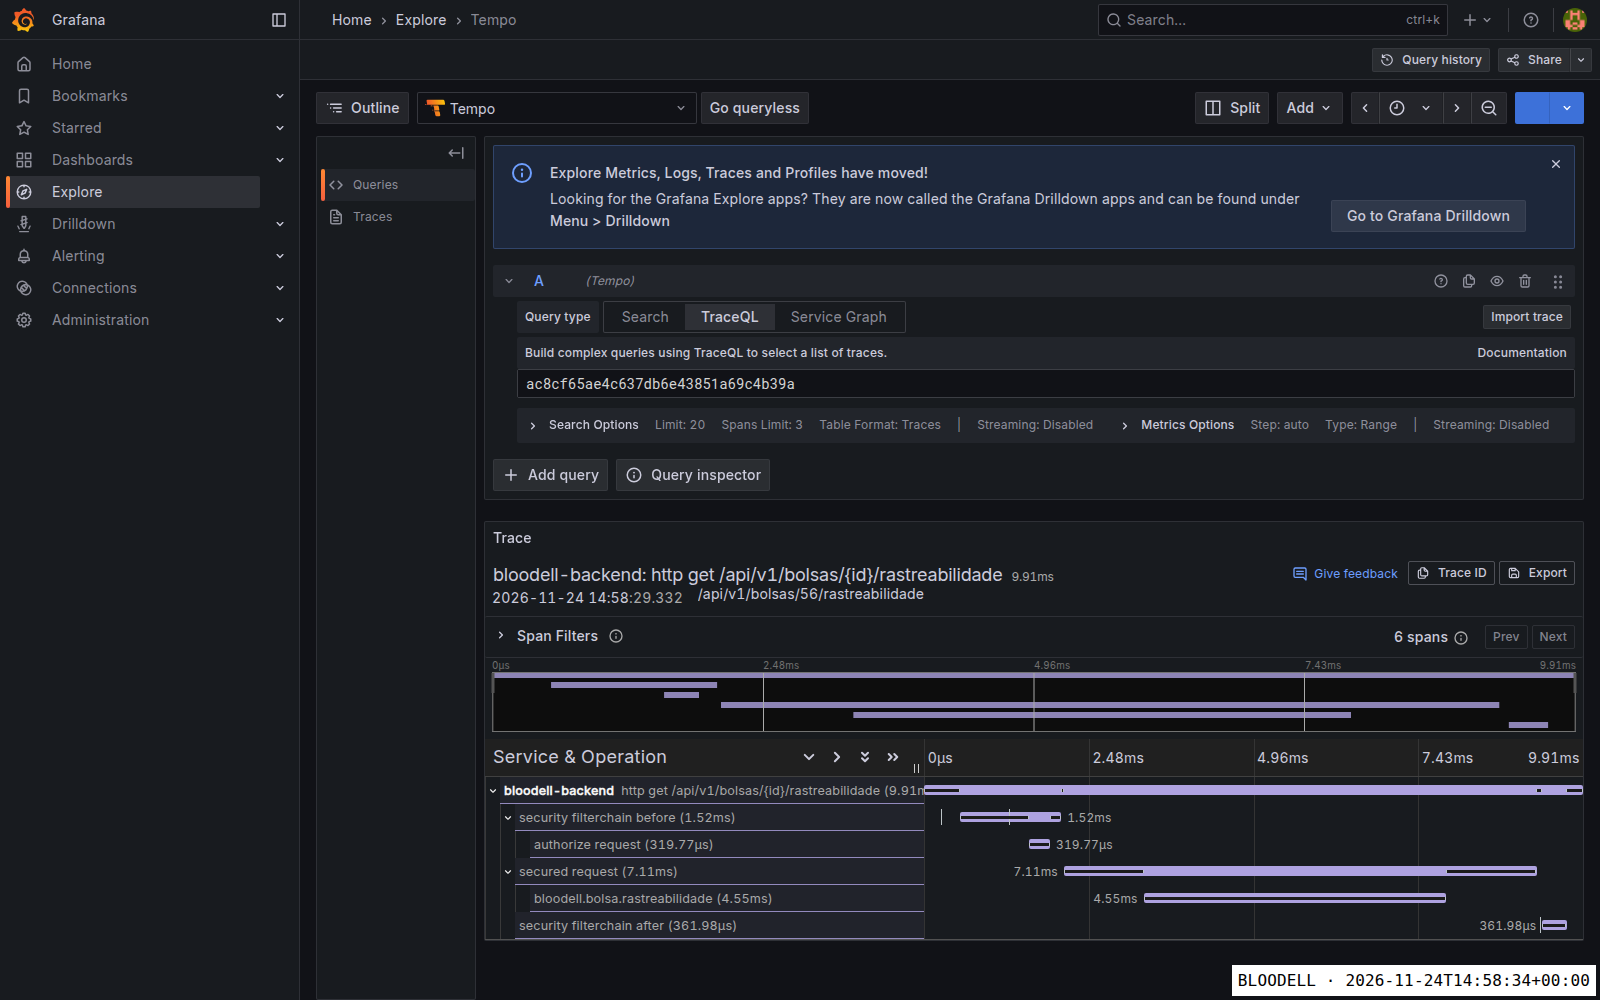 Grafana
Home › Explore › Tempo
Search... ctrl+k
Home
Bookmarks
Starred
Dashboards
Explore
Drilldown
Alerting
Connections
Administration
Query history
Share
Outline
Tempo
Go queryless
Split
Add
Queries
Traces
Explore Metrics, Logs, Traces and Profiles have moved!
Looking for the Grafana Explore apps? They are now called the Grafana Drilldown apps and can be found under
Menu > Drilldown
Go to Grafana Drilldown
A (Tempo)
Query type Search TraceQL Service Graph
Import trace
Build complex queries using TraceQL to select a list of traces.
Documentation
ac8cf65ae4c637db6e43851a69c4b39a
Search Options Limit: 20 Spans Limit: 3 Table Format: Traces | Streaming: Disabled
Metrics Options Step: auto Type: Range | Streaming: Disabled
+ Add query
Query inspector
Trace
bloodell-backend: http get /api/v1/bolsas/{id}/rastreabilidade 9.91ms
Give feedback
Trace ID
Export
2026-11-24 14:58:29.332 /api/v1/bolsas/56/rastreabilidade
Span Filters
6 spans
Prev
Next
0µs 2.48ms 4.96ms 7.43ms 9.91ms
Service & Operation
0µs 2.48ms 4.96ms 7.43ms 9.91ms
bloodell-backend http get /api/v1/bolsas/{id}/rastreabilidade (9.91m
security filterchain before (1.52ms) 1.52ms
authorize request (319.77µs) 319.77µs
secured request (7.11ms) 7.11ms
bloodell.bolsa.rastreabilidade (4.55ms) 4.55ms
security filterchain after (361.98µs) 361.98µs
BLOODELL · 2026-11-24T14:58:34+00:00